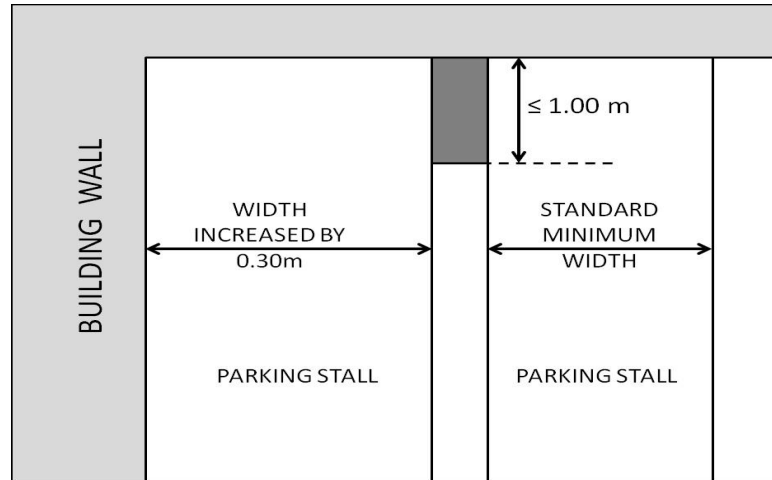 ≤ 1.00 m
BUILDING WALL
WIDTH
INCREASED BY
0.30m
STANDARD
MINIMUM
WIDTH
PARKING STALL
PARKING STALL